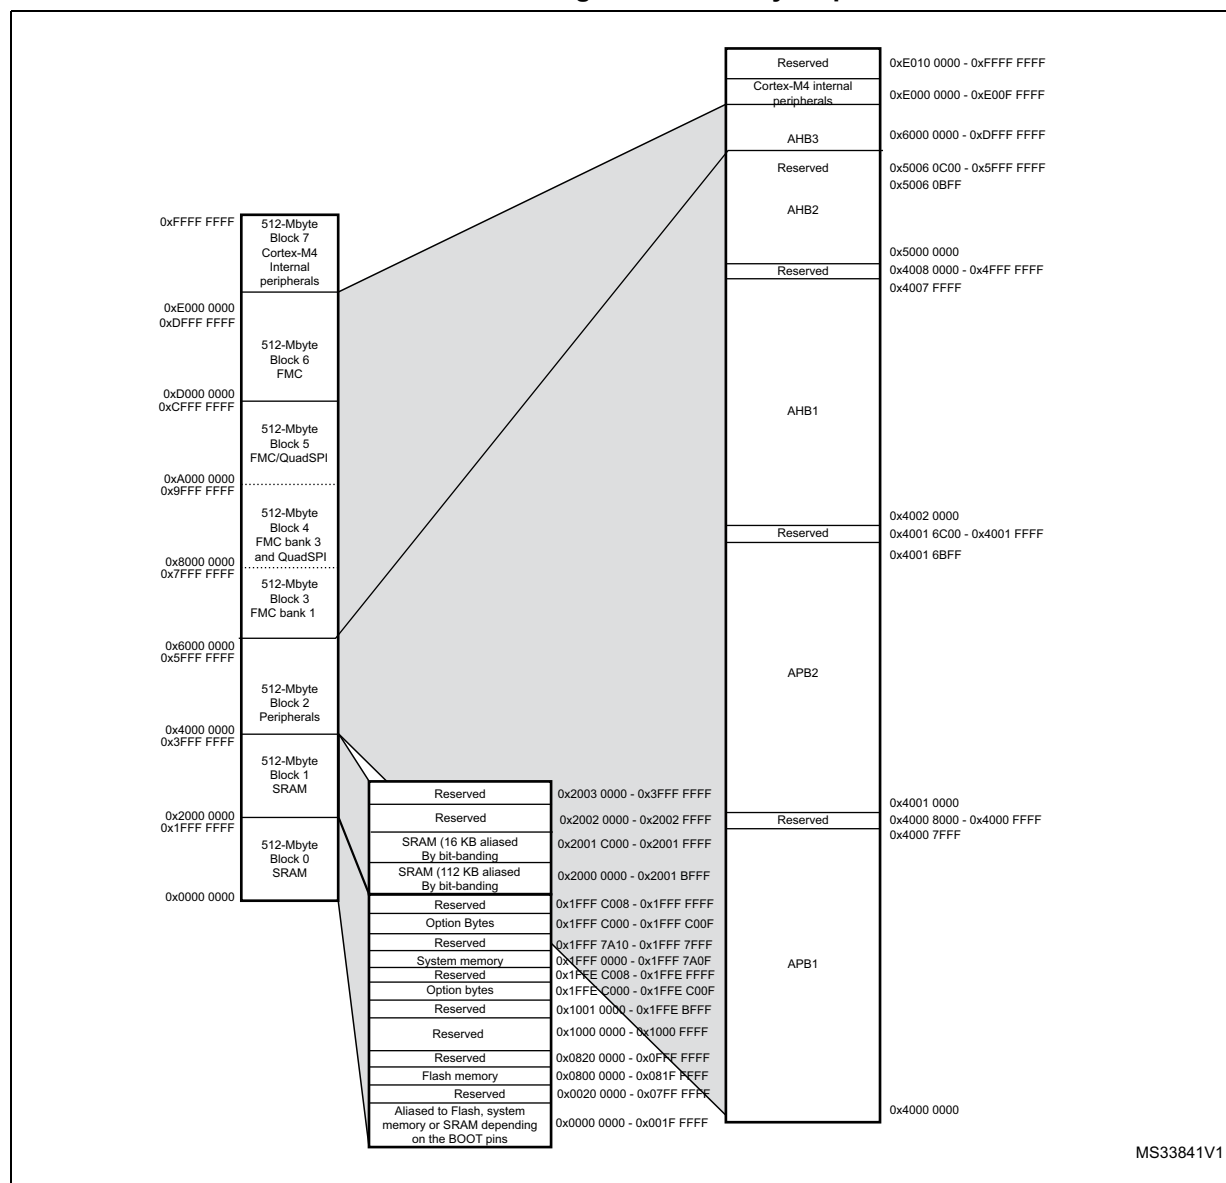 0xFFFF FFFF
512-Mbyte
Block 7
Cortex-M4
Internal
peripherals
0xE000 0000
0xDFFF FFFF
512-Mbyte
Block 6
FMC
0xD000 0000
0xCFFF FFFF
512-Mbyte
Block 5
FMC/QuadSPI
0xA000 0000
0x9FFF FFFF
512-Mbyte
Block 4
FMC bank 3
and QuadSPI
0x8000 0000
0x7FFF FFFF
512-Mbyte
Block 3
FMC bank 1
0x6000 0000
0x5FFF FFFF
512-Mbyte
Block 2
Peripherals
0x4000 0000
0x3FFF FFFF
512-Mbyte
Block 1
SRAM
0x2000 0000
0x1FFF FFFF
512-Mbyte
Block 0
SRAM
0x0000 0000
Reserved 0x2003 0000 - 0x3FFF FFFF
Reserved 0x2002 0000 - 0x2002 FFFF
SRAM (16 KB aliased
By bit-banding
0x2001 C000 - 0x2001 FFFF
SRAM (112 KB aliased
By bit-banding
0x2000 0000 - 0x2001 BFFF
Reserved 0x1FFF C008 - 0x1FFF FFFF
Option Bytes 0x1FFF C000 - 0x1FFF C00F
Reserved 0x1FFF 7A10 - 0x1FFF 7FFF
System memory 0x1FFF 0000 - 0x1FFF 7A0F
Reserved 0x1FFE C008 - 0x1FFE FFFF
Option bytes 0x1FFE C000 - 0x1FFE C00F
Reserved 0x1001 0000 - 0x1FFE BFFF
Reserved 0x1000 0000 - 0x1000 FFFF
Reserved 0x0820 0000 - 0x0FFF FFFF
Flash memory 0x0800 0000 - 0x081F FFFF
Reserved 0x0020 0000 - 0x07FF FFFF
Aliased to Flash, system
memory or SRAM depending
on the BOOT pins
0x0000 0000 - 0x001F FFFF
Reserved 0xE010 0000 - 0xFFFF FFFF
Cortex-M4 internal
peripherals
0xE000 0000 - 0xE00F FFFF
AHB3 0x6000 0000 - 0xDFFF FFFF
Reserved 0x5006 0C00 - 0x5FFF FFFF
0x5006 0BFF
AHB2
0x5000 0000
Reserved 0x4008 0000 - 0x4FFF FFFF
0x4007 FFFF
AHB1
0x4002 0000
Reserved 0x4001 6C00 - 0x4001 FFFF
0x4001 6BFF
APB2
0x4001 0000
Reserved 0x4000 8000 - 0x4000 FFFF
0x4000 7FFF
APB1
0x4000 0000
MS33841V1